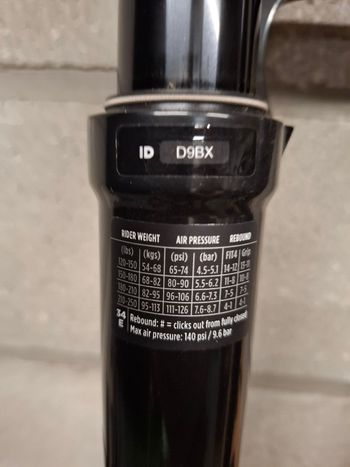 ID D9BX
RIDER WEIGHT AIR PRESSURE REBOUND
(lbs) (kgs) (psi) (bar) FIT4 Grip
120-150 54-68 65-74 4.5-5.1 14-12 13-11
150-180 68-82 80-90 5.5-6.2 11-8 10-8
180-210 82-95 96-106 6.6-7.3 7-5 7-5
210-250 95-113 111-126 7.6-8.7 4-1 4-1
34 E
Rebound: # = clicks out from fully closed)
Max air pressure: 140 psi / 9.6 bar